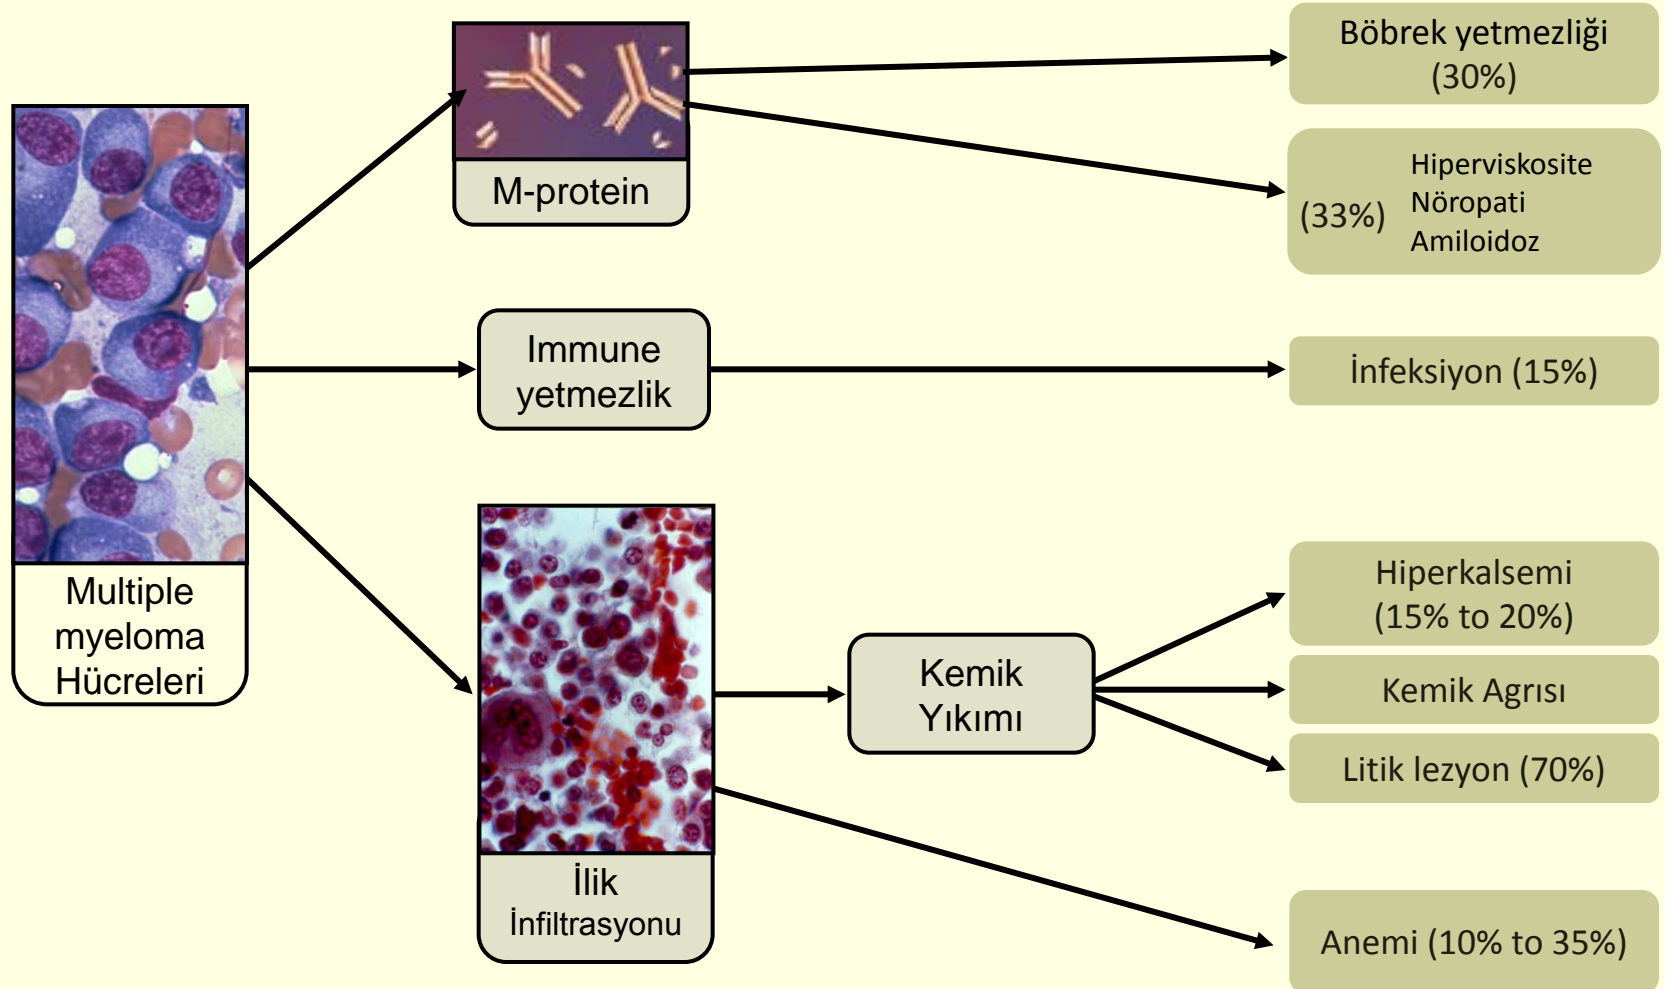 Böbrek yetmezliği
(30%)
M-protein
(33%)
Hiperviskosite
Nöropati
Amiloidoz
Immune
yetmezlik
İnfeksiyon (15%)
Multiple
myeloma
Hücreleri
İlik
İnfiltrasyonu
Kemik
Yıkımı
Hiperkalsemi
(15% to 20%)
Kemik Agrısı
Litik lezyon (70%)
Anemi (10% to 35%)